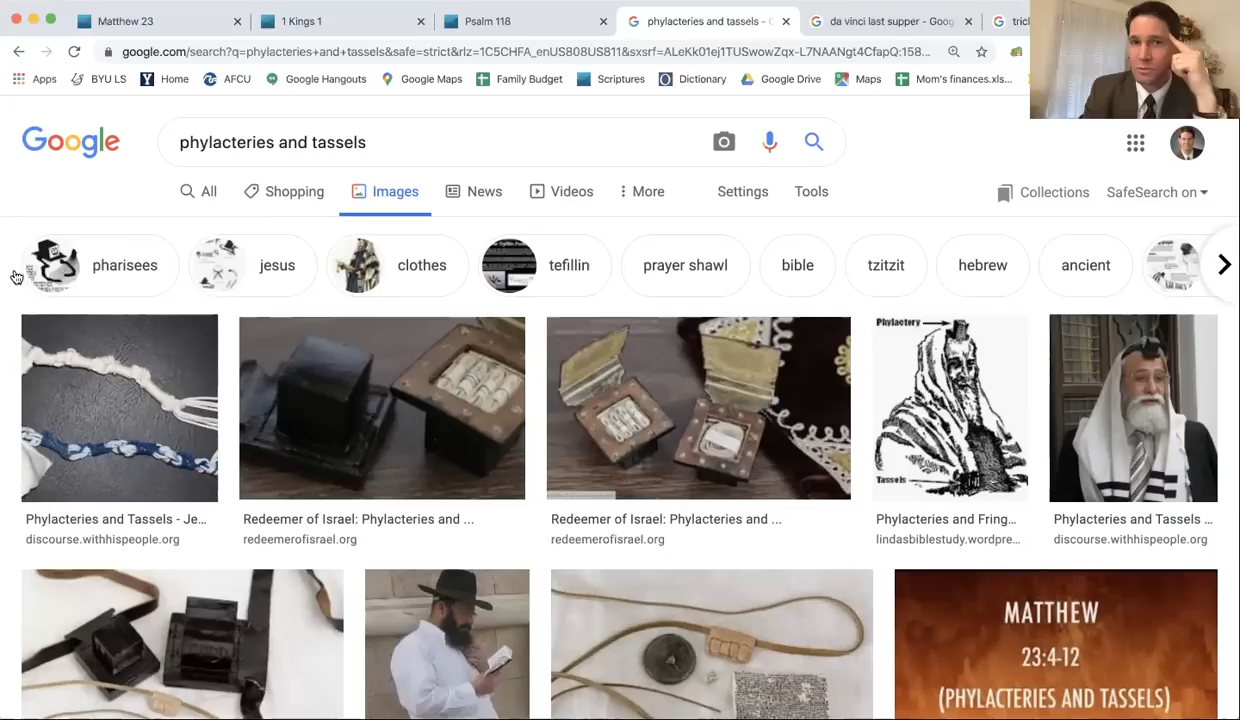 Matthew 23
1 Kings 1
Psalm 118
phylacteries and tassels - G
da vinci last supper - Goog
tricl
google.com/search?q=phylacteries+and+tassels&safe=strict&rlz=1C5CHFA_enUS808US811&sxsrf=ALeKk01ej1TUSwowZqx-L7NAANgt4CfapQ:158...
Apps
BYU LS
Home
AFCU
Google Hangouts
Google Maps
Family Budget
Scriptures
Dictionary
Google Drive
Maps
Mom's finances.xls...
Google
phylacteries and tassels
All
Shopping
Images
News
Videos
More
Settings
Tools
Collections
SafeSearch on
pharisees
jesus
clothes
tefillin
prayer shawl
bible
tzitzit
hebrew
ancient
Phylactery
Tassels
Phylacteries and Tassels - Je...
discourse.withhispeople.org
Redeemer of Israel: Phylacteries and ...
redeemerofisrael.org
Redeemer of Israel: Phylacteries and ...
redeemerofisrael.org
Phylacteries and Fring...
lindasbiblestudy.wordpre...
Phylacteries and Tassels ...
discourse.withhispeople.org
MATTHEW
23:4-12
(PHYLACTERIES AND TASSELS)